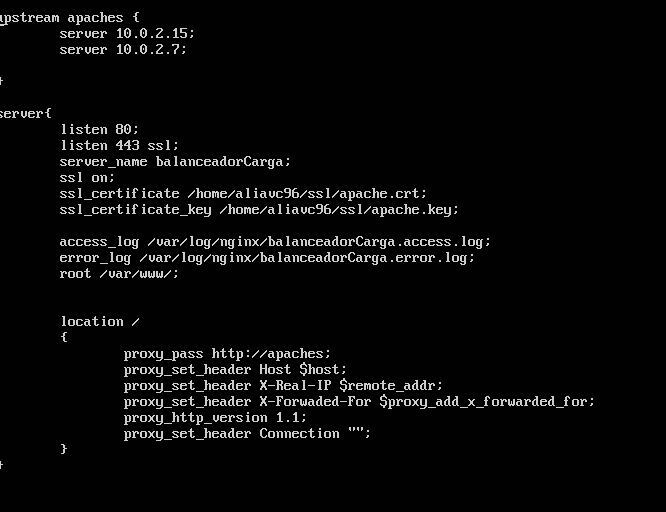 upstream apaches {
server 10.0.2.15;
server 10.0.2.7;
}
server{
listen 80;
listen 443 ssl;
server_name balanceadorCarga;
ssl on;
ssl_certificate /home/aliavc96/ssl/apache.crt;
ssl_certificate_key /home/aliavc96/ssl/apache.key;
access_log /var/log/nginx/balanceadorCarga.access.log;
error_log /var/log/nginx/balanceadorCarga.error.log;
root /var/www/;
location /
{
proxy_pass http://apaches;
proxy_set_header Host $host;
proxy_set_header X-Real-IP $remote_addr;
proxy_set_header X-Forwaded-For $proxy_add_x_forwarded_for;
proxy_http_version 1.1;
proxy_set_header Connection "";
}
}